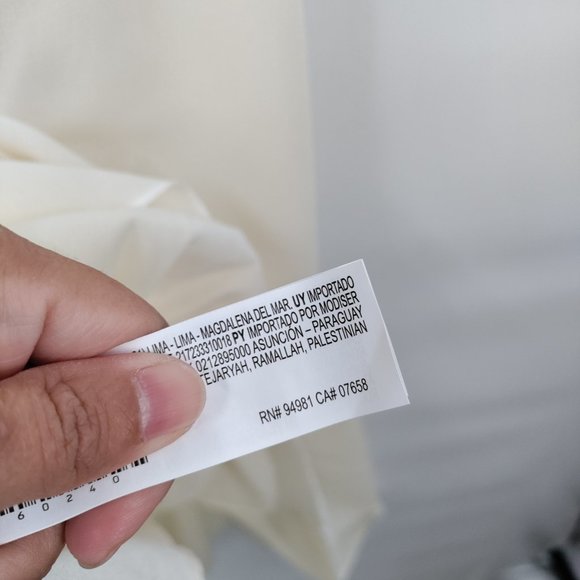 LIMA - LIMA - MAGDALENA DEL MAR. UY IMPORTADO
217233310018 PY IMPORTADO POR MODISER
0212895000 ASUNCIÓN – PARAGUAY
TEJARYAH, RAMALLAH, PALESTINIAN
RN# 94981 CA# 07658
60240